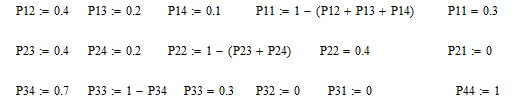 P12 := 0.4 P13 := 0.2 P14 := 0.1 P11 := 1 − (P12 + P13 + P14) P11 = 0.3
P23 := 0.4 P24 := 0.2 P22 := 1 − (P23 + P24) P22 = 0.4 P21 := 0
P34 := 0.7 P33 := 1 − P34 P33 = 0.3 P32 := 0 P31 := 0 P44 := 1